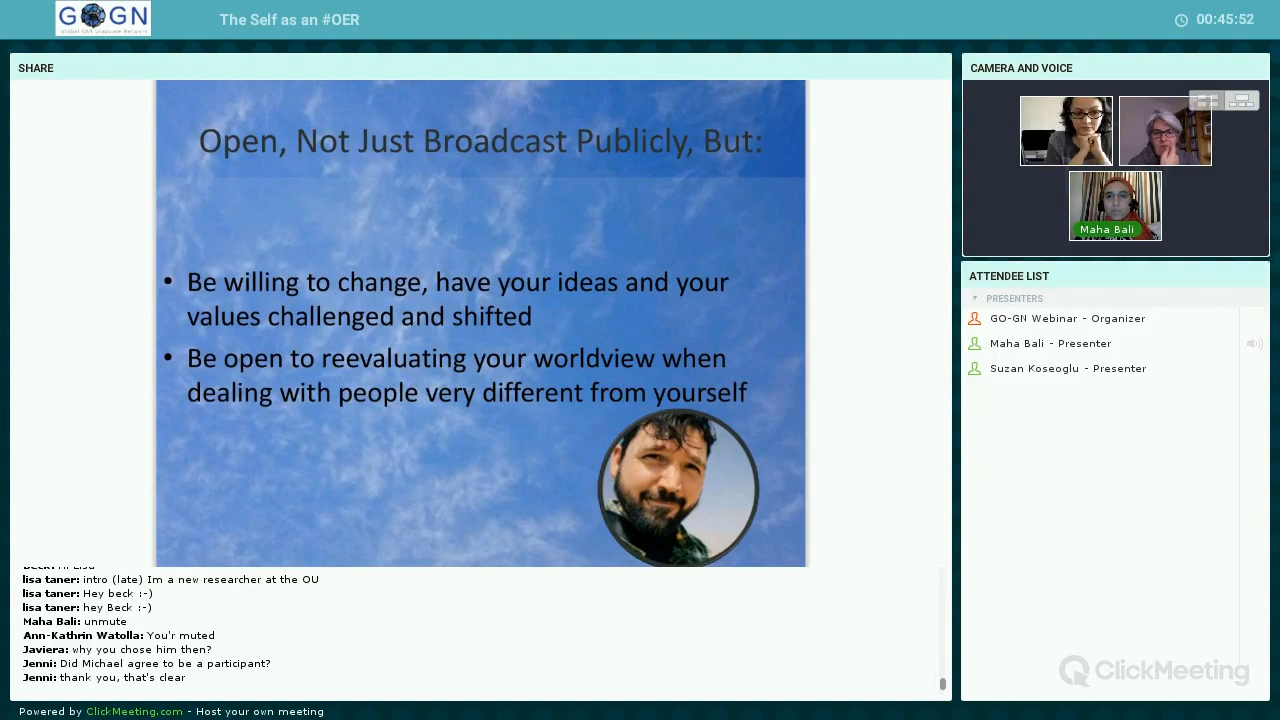 GOGN
Global OER Graduate Network
The Self as an #OER
00:45:52
SHARE
Open, Not Just Broadcast Publicly, But:
• Be willing to change, have your ideas and your
values challenged and shifted
• Be open to reevaluating your worldview when
dealing with people very different from yourself
lisa taner: intro (late) Im a new researcher at the OU
lisa taner: Hey beck :-)
lisa taner: hey Beck :-)
Maha Bali: unmute
Ann-Kathrin Watolla: You'r muted
Javiera: why you chose him then?
Jenni: Did Michael agree to be a participant?
Jenni: thank you, that's clear
CAMERA AND VOICE
Maha Bali
ATTENDEE LIST
PRESENTERS
GO-GN Webinar - Organizer
Maha Bali - Presenter
Suzan Koseoglu - Presenter
ClickMeeting
Powered by ClickMeeting.com - Host your own meeting